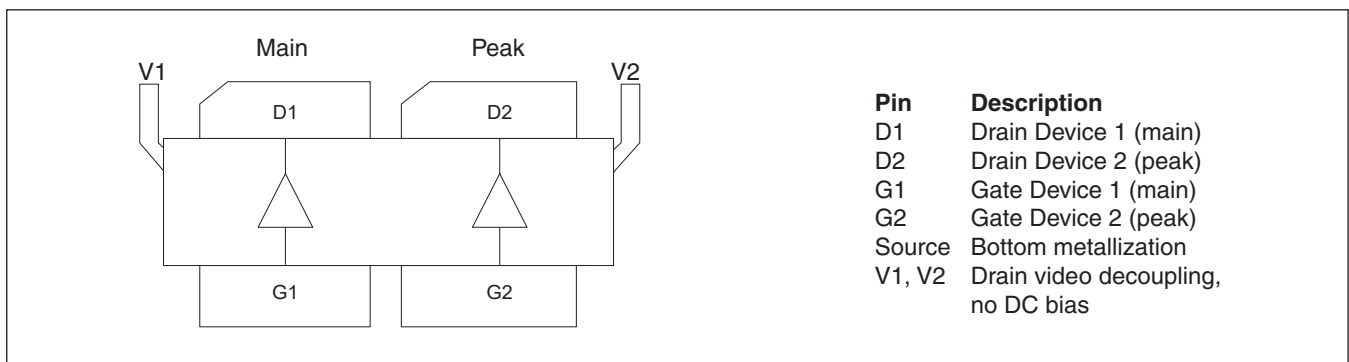 Main Peak
V1 V2
D1 D2
G1 G2
Pin Description
D1 Drain Device 1 (main)
D2 Drain Device 2 (peak)
G1 Gate Device 1 (main)
G2 Gate Device 2 (peak)
Source Bottom metallization
V1, V2 Drain video decoupling,
no DC bias